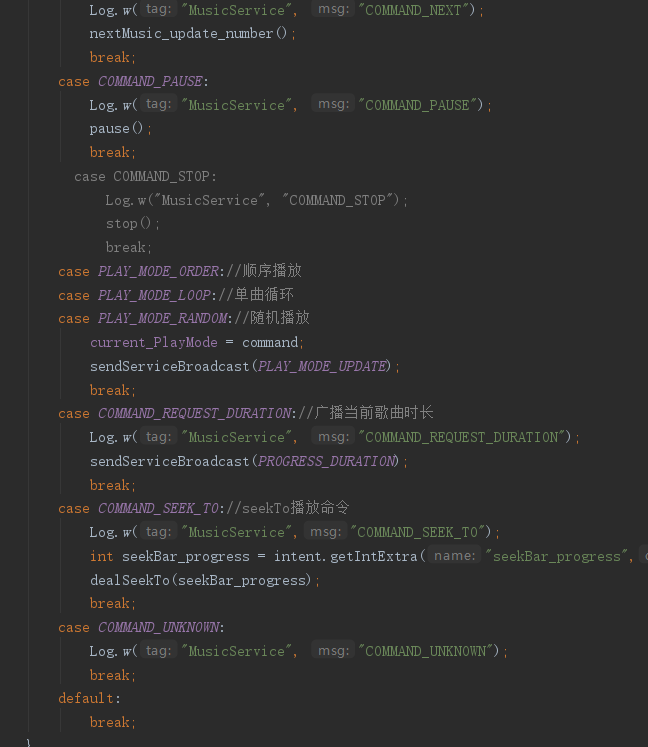 Log.w( tag: "MusicService", msg: "COMMAND_NEXT");
nextMusic_update_number();
break;
case COMMAND_PAUSE:
Log.w( tag: "MusicService", msg: "COMMAND_PAUSE");
pause();
break;
case COMMAND_STOP:
Log.w("MusicService", "COMMAND_STOP");
stop();
break;
case PLAY_MODE_ORDER://顺序播放
case PLAY_MODE_LOOP://单曲循环
case PLAY_MODE_RANDOM://随机播放
current_PlayMode = command;
sendServiceBroadcast(PLAY_MODE_UPDATE);
break;
case COMMAND_REQUEST_DURATION://广播当前歌曲时长
Log.w( tag: "MusicService", msg: "COMMAND_REQUEST_DURATION");
sendServiceBroadcast(PROGRESS_DURATION);
break;
case COMMAND_SEEK_TO://seekTo播放命令
Log.w( tag: "MusicService", msg: "COMMAND_SEEK_TO");
int seekBar_progress = intent.getIntExtra( name: "seekBar_progress",
dealSeekTo(seekBar_progress);
break;
case COMMAND_UNKNOWN:
Log.w( tag: "MusicService", msg: "COMMAND_UNKNOWN");
break;
default:
break;
}